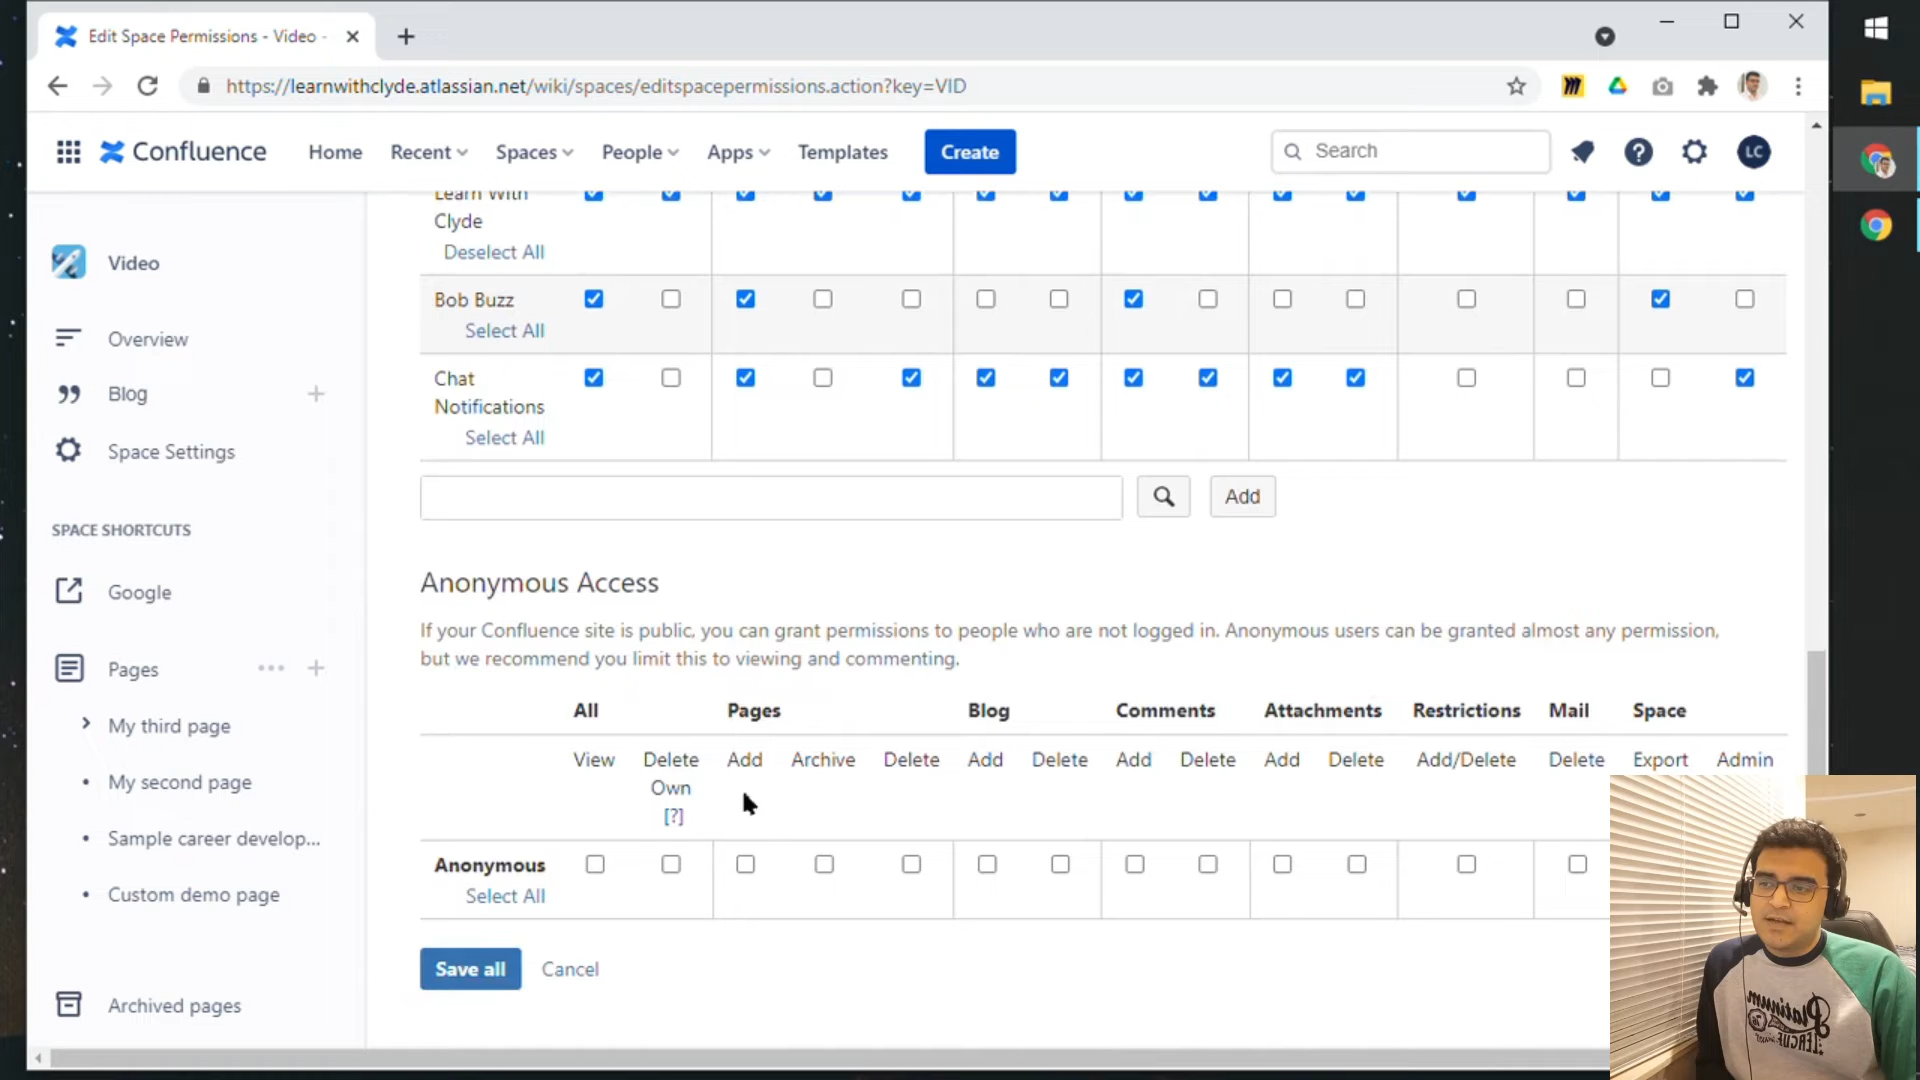 Edit Space Permissions - Video -
https://learnwithclyde.atlassian.net/wiki/spaces/editspacepermissions.action?key=VID
Confluence
Home
Recent
Spaces
People
Apps
Templates
Create
Search
LC
Video
Overview
Blog
Space Settings
SPACE SHORTCUTS
Google
Pages
My third page
My second page
Sample career develop...
Custom demo page
Archived pages
Learn With
Clyde
Deselect All
Bob Buzz
Select All
Chat
Notifications
Select All
Add
Anonymous Access
If your Confluence site is public, you can grant permissions to people who are not logged in. Anonymous users can be granted almost any permission,
but we recommend you limit this to viewing and commenting.
All Pages Blog Comments Attachments Restrictions Mail Space
View Delete Add Archive Delete Add Delete Add Delete Add Delete Add/Delete Delete Export Admin
Own
[?]
Anonymous
Select All
Save all Cancel
Platinum
76
LEAGUE